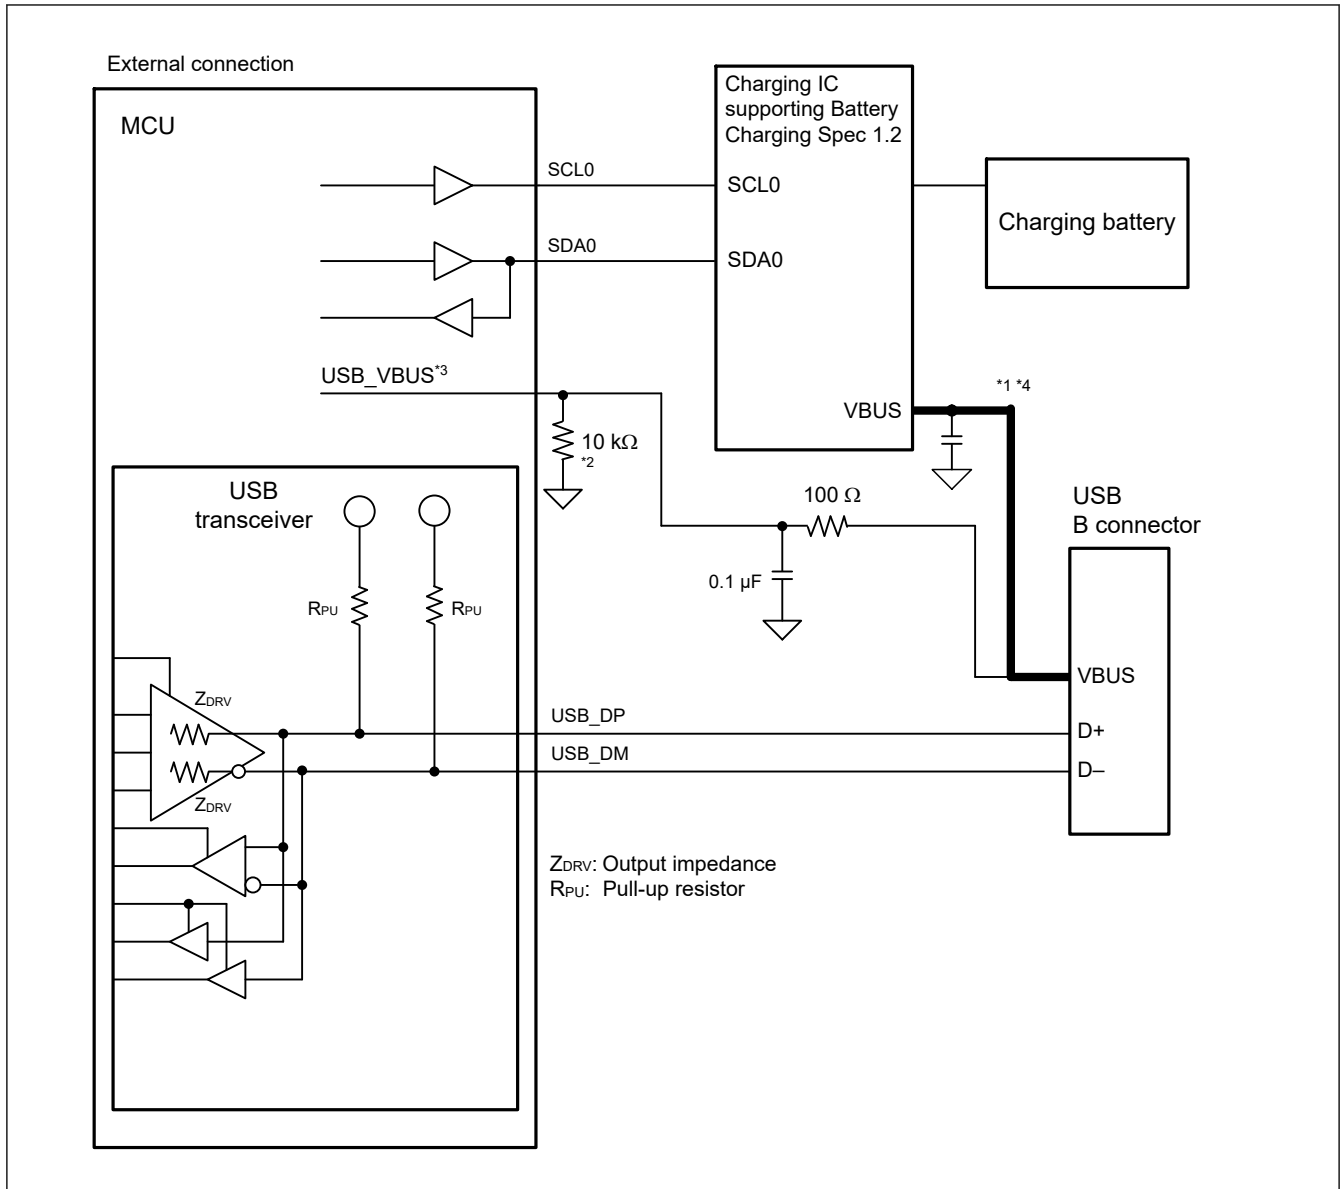 External connection
MCU
Charging IC
supporting Battery
Charging Spec 1.2
SCL0
SCL0
Charging battery
SDA0
SDA0
USB_VBUS*3
*1 *4
VBUS
10 kΩ
*2
USB
transceiver
100 Ω
USB
B connector
0.1 µF
RPU
RPU
VBUS
ZDRV
USB_DP
D+
USB_DM
D–
ZDRV
ZDRV: Output impedance
RPU: Pull-up resistor